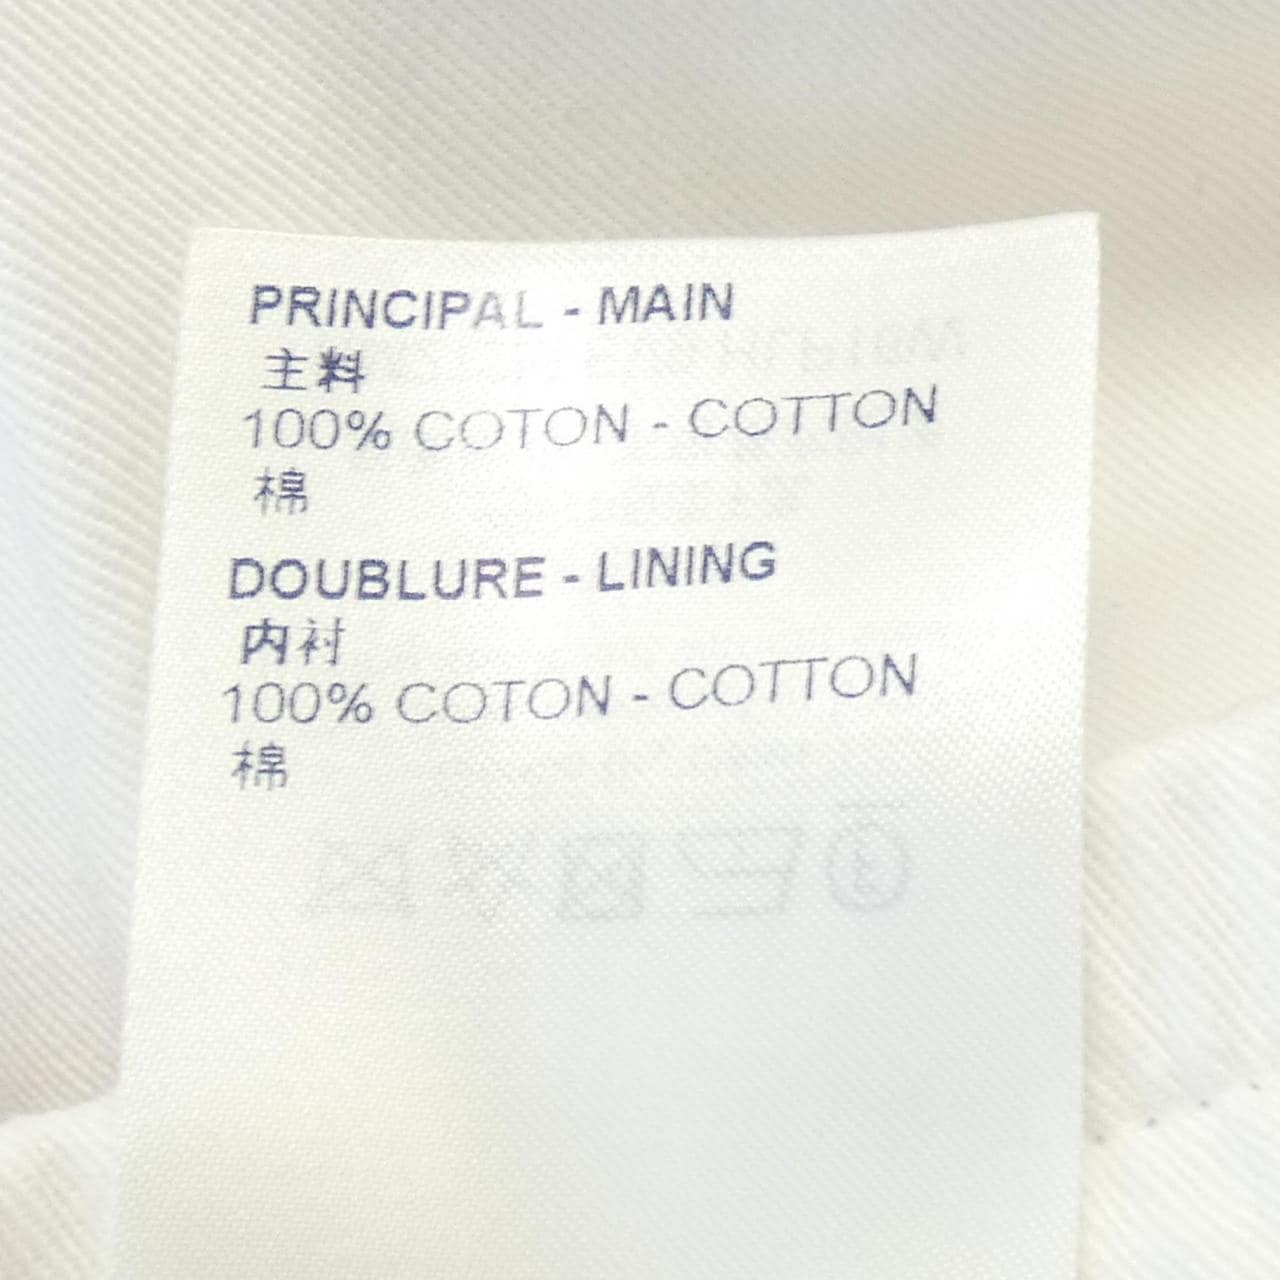 PRINCIPAL - MAIN
主料
100% COTON - COTTON
棉
DOUBLURE - LINING
内衬
100% COTON - COTTON
棉